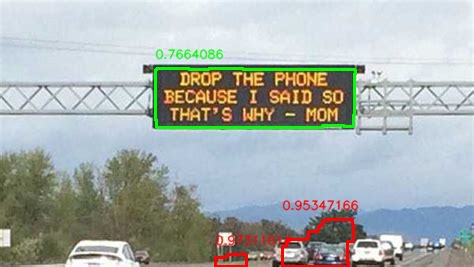 0.7664086
DROP THE PHONE
BECAUSE I SAID SO
THAT'S WHY - MOM
0.95347166